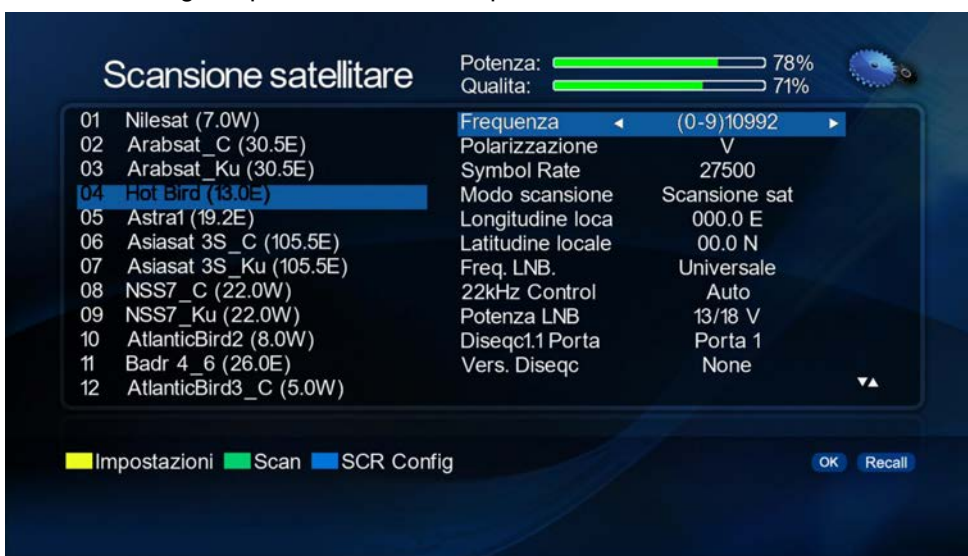 Scansione satellitare
Potenza: 78%
Qualita: 71%
01 Nilesat (7.0W)
02 Arabsat_C (30.5E)
03 Arabsat_Ku (30.5E)
04 Hot Bird (13.0E)
05 Astra1 (19.2E)
06 Asiasat 3S_C (105.5E)
07 Asiasat 3S_Ku (105.5E)
08 NSS7_C (22.0W)
09 NSS7_Ku (22.0W)
10 AtlanticBird2 (8.0W)
11 Badr 4_6 (26.0E)
12 AtlanticBird3_C (5.0W)
Frequenza (0-9)10992
Polarizzazione V
Symbol Rate 27500
Modo scansione Scansione sat
Longitudine loca 000.0 E
Latitudine locale 00.0 N
Freq. LNB. Universale
22kHz Control Auto
Potenza LNB 13/18 V
Diseqc1.1 Porta Porta 1
Vers. Diseqc None
Impostazioni Scan SCR Config
OK Recall